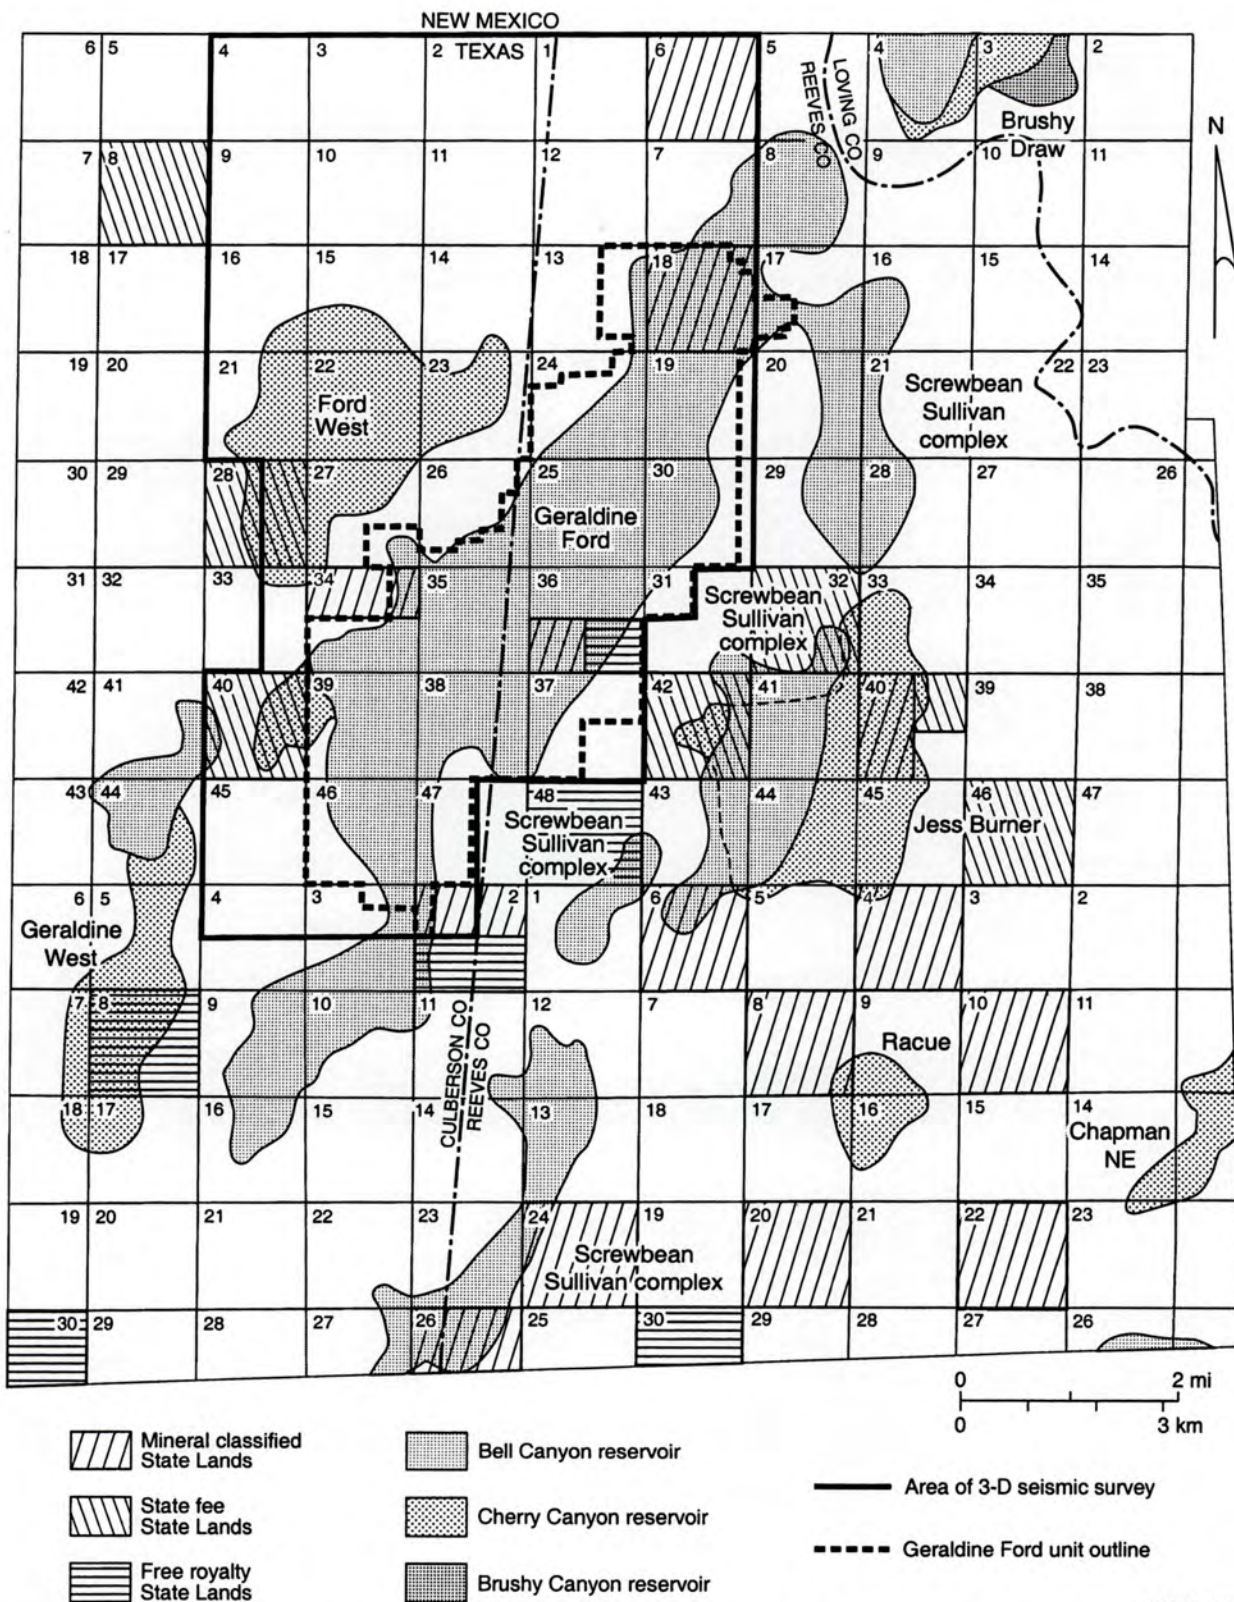 NEW MEXICO
TEXAS
6 5 4 3 2 1 6 5 4 3 2
LOVING CO
REEVES CO
Brushy
Draw
N
7 8 9 10 11 12 7 8 9 10 11
18 17 16 15 14 13 18 17 16 15 14
19 20 21 22 23 24 19 20 21 22 23
Ford
West
Screwbean
Sullivan
complex
30 29 28 27 26 25 30 29 28 27 26
Geraldine
Ford
31 32 33 34 35 36 31 32 33 34 35
Screwbean
Sullivan
complex
42 41 40 39 38 37 42 41 40 39 38
43 44 45 46 47 48 43 44 45 46 47
Screwbean
Sullivan
complex
Jess Burner
6 5 4 3 2 1 6 5 4 3 2
Geraldine
West
7 8 9 10 11 12 7 8 9 10 11
CULBERSON CO
REEVES CO
Racue
18 17 16 15 14 13 18 17 16 15 14
Chapman
NE
19 20 21 22 23 24 19 20 21 22 23
Screwbean
Sullivan complex
30 29 28 27 26 25 30 29 28 27 26
0 2 mi
0 3 km
Mineral classified
State Lands
State fee
State Lands
Free royalty
State Lands
Bell Canyon reservoir
Cherry Canyon reservoir
Brushy Canyon reservoir
Area of 3-D seismic survey
Geraldine Ford unit outline